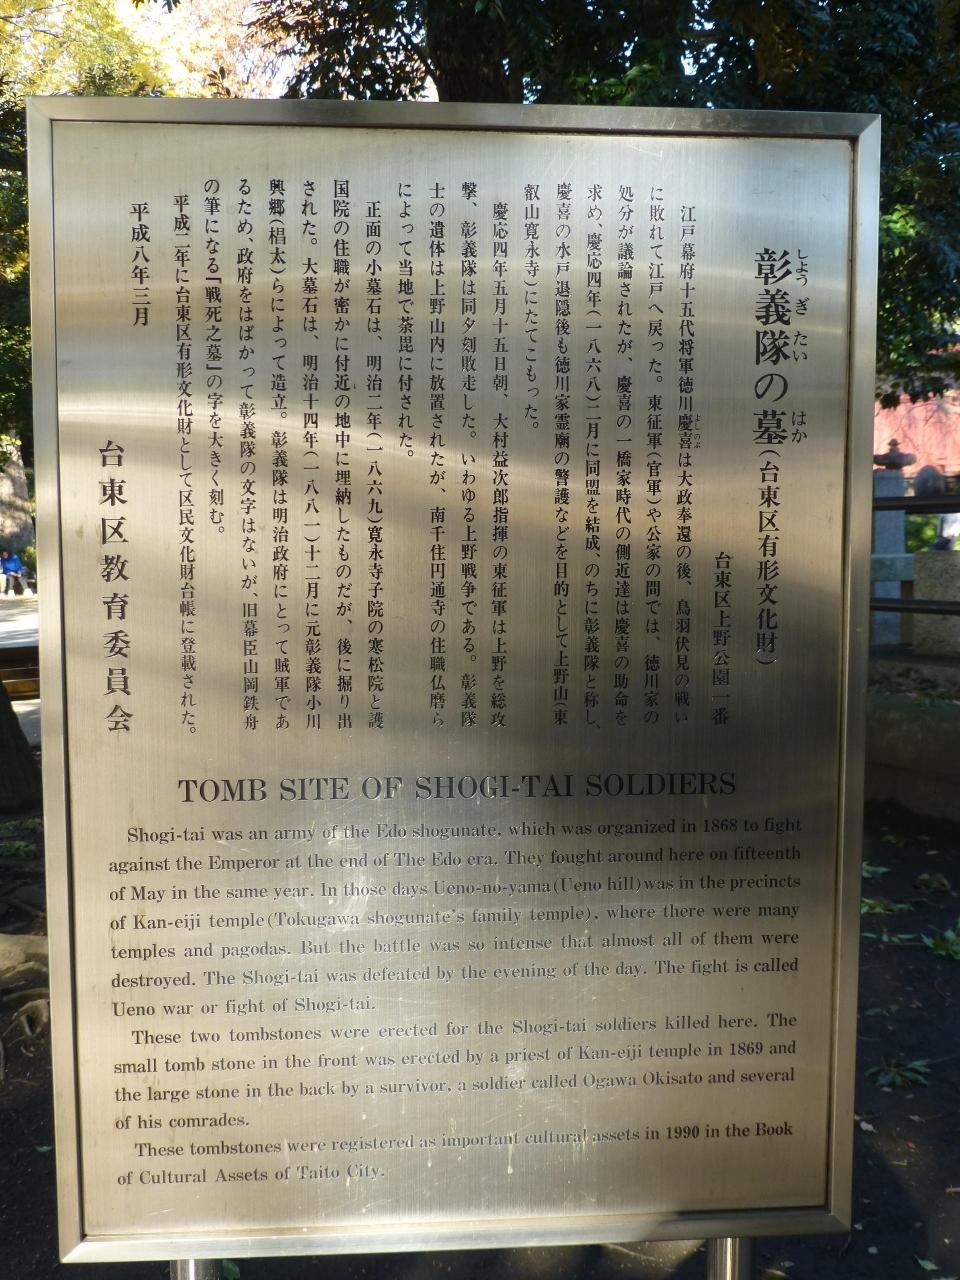 彰義隊の墓(台東区有形文化財)
しょう ぎ たい はか
台東区上野公園一番
江戸幕府十五代将軍徳川慶喜は大政奉還の後、鳥羽伏見の戦い
よしのぶ
に敗れて江戸へ戻った。東征軍(官軍)や公家の間では、徳川家の
処分が議論されたが、慶喜の一橋家時代の側近達は慶喜の助命を
求め、慶応四年(一八六八)二月に同盟を結成、のちに彰義隊と称し、
慶喜の水戸退隠後も徳川家霊廟の警護などを目的として上野山(東
叡山寛永寺)にたてこもった。
慶応四年五月十五日朝、大村益次郎指揮の東征軍は上野を総攻
撃、彰義隊は同夕刻敗走した。いわゆる上野戦争である。彰義隊
士の遺体は上野山内に放置されたが、南千住円通寺の住職仏磨ら
によって当地で荼毘に付された。
正面の小墓石は、明治二年(一八六九)寛永寺子院の寒松院と護
国院の住職が密かに付近の地中に埋納したものだが、後に掘り出
された。大墓石は、明治十四年(一八八一)十二月に元彰義隊小川
興郷(椙太)らによって造立。彰義隊は明治政府にとって賊軍であ
るため、政府をはばかって彰義隊の文字はないが、旧幕臣山岡鉄舟
の筆になる「戦死之墓」の字を大きく刻む。
平成二年に台東区有形文化財として区民文化財台帳に登載された。
平成八年三月
台東区教育委員会
TOMB SITE OF SHOGI-TAI SOLDIERS
Shogi-tai was an army of the Edo shogunate, which was organized in 1868 to fight
against the Emperor at the end of The Edo era. They fought around here on fifteenth
of May in the same year. In those days Ueno-no-yama(Ueno hill)was in the precincts
of Kan-eiji temple(Tokugawa shogunate's family temple), where there were many
temples and pagodas. But the battle was so intense that almost all of them were
destroyed. The Shogi-tai was defeated by the evening of the day. The fight is called
Ueno war or fight of Shogi-tai.
These two tombstones were erected for the Shogi-tai soldiers killed here. The
small tomb stone in the front was erected by a priest of Kan-eiji temple in 1869 and
the large stone in the back by a survivor, a soldier called Ogawa Okisato and several
of his comrades.
These tombstones were registered as important cultural assets in 1990 in the Book
of Cultural Assets of Taito City.